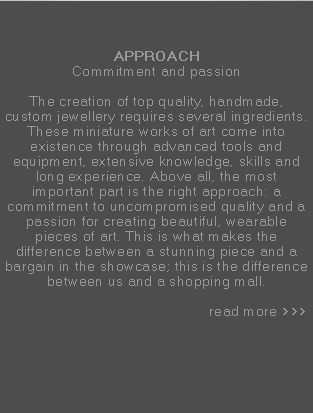 APPROACH
Commitment and passion
The creation of top quality, handmade,
custom jewellery requires several ingredients.
These miniature works of art come into
existence through advanced tools and
equipment, extensive knowledge, skills and
long experience. Above all, the most
important part is the right approach: a
commitment to uncompromised quality and a
passion for creating beautiful, wearable
pieces of art. This is what makes the
difference between a stunning piece and a
bargain in the showcase; this is the difference
between us and a shopping mall.
read more >>>